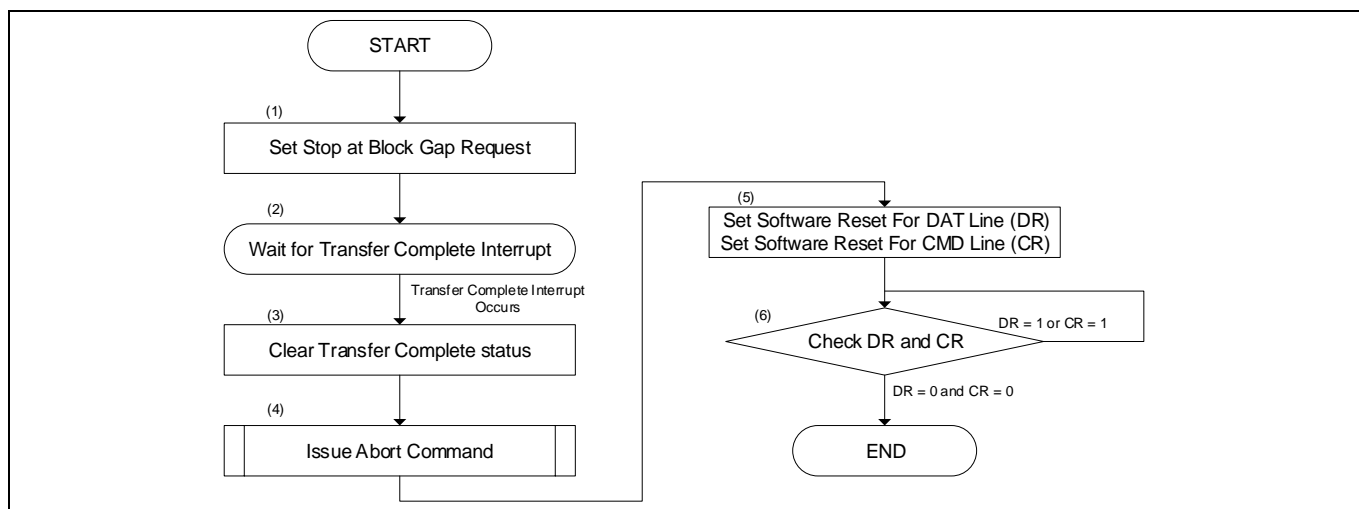 START
(1)
Set Stop at Block Gap Request
(2)
Wait for Transfer Complete Interrupt
Transfer Complete Interrupt
Occurs
(3)
Clear Transfer Complete status
(4)
Issue Abort Command
(5)
Set Software Reset For DAT Line (DR)
Set Software Reset For CMD Line (CR)
(6)
Check DR and CR
DR = 1 or CR = 1
DR = 0 and CR = 0
END